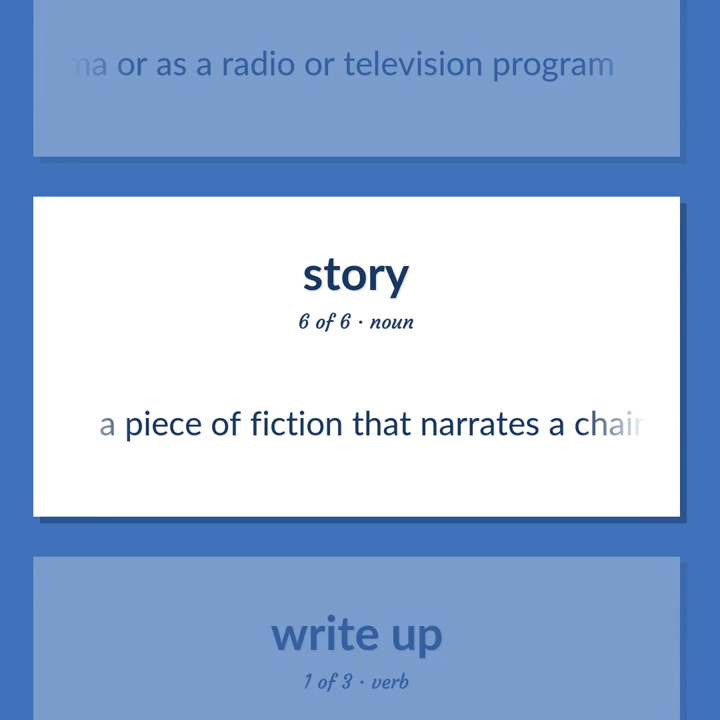 or as a radio or television program
story
6 of 6 · noun
a piece of fiction that narrates a chain
write up
1 of 3 · verb